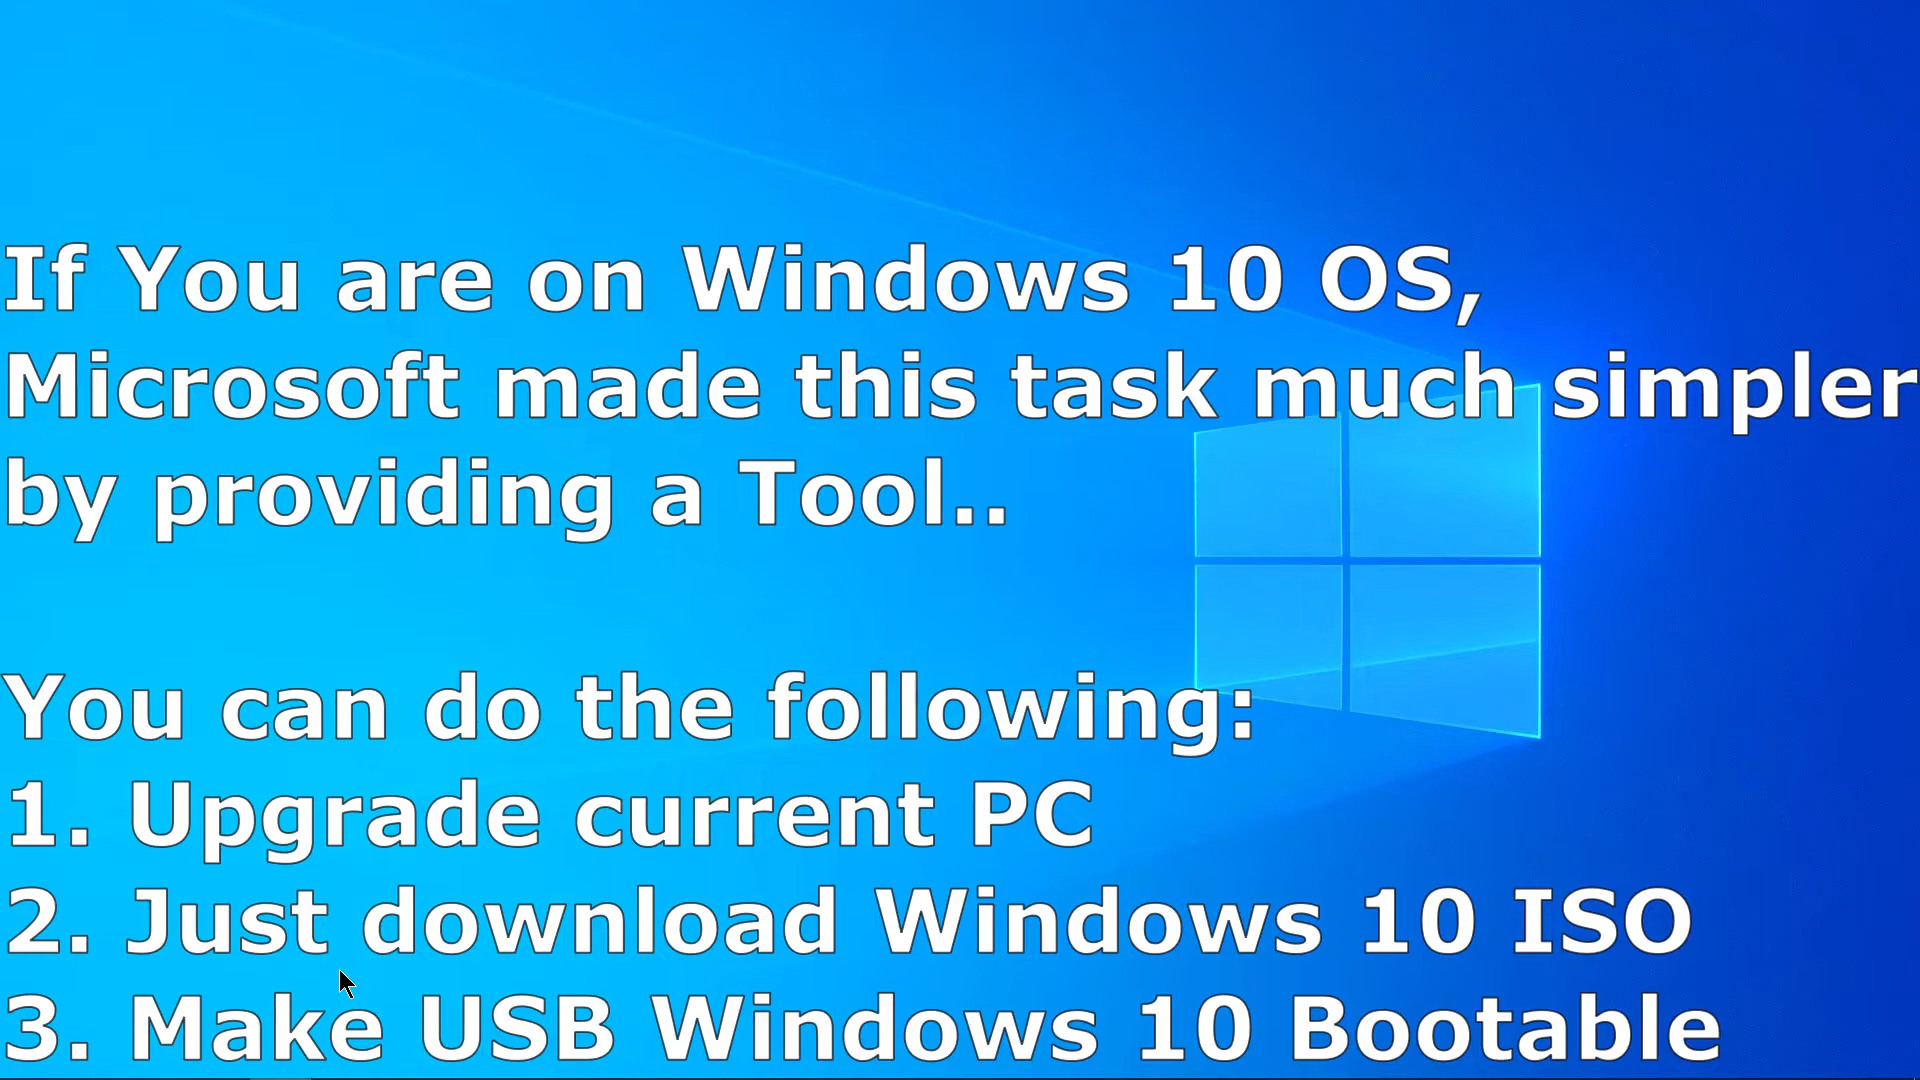 If You are on Windows 10 OS,
Microsoft made this task much simpler
by providing a Tool..
You can do the following:
1. Upgrade current PC
2. Just download Windows 10 ISO
3. Make USB Windows 10 Bootable